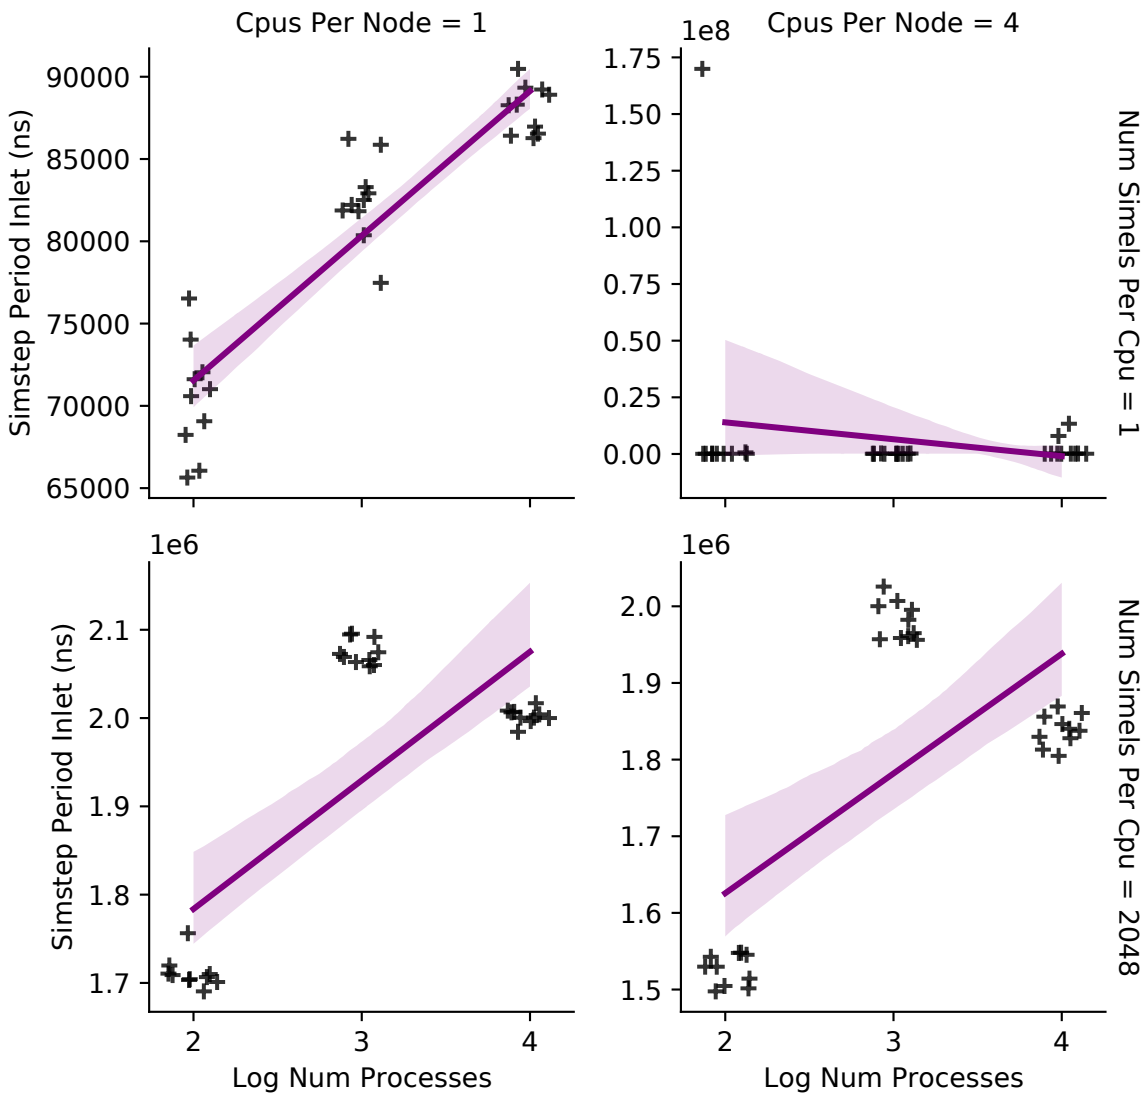 Cpus Per Node = 1
Cpus Per Node = 4
1e8
90000
85000
80000
75000
70000
65000
Simstep Period Inlet (ns)
1.75
1.50
1.25
1.00
0.75
0.50
0.25
0.00
Num Simels Per Cpu = 1
1e6
2.1
2.0
1.9
1.8
1.7
Simstep Period Inlet (ns)
2
3
4
Log Num Processes
1e6
2.0
1.9
1.8
1.7
1.6
1.5
2
3
4
Log Num Processes
Num Simels Per Cpu = 2048